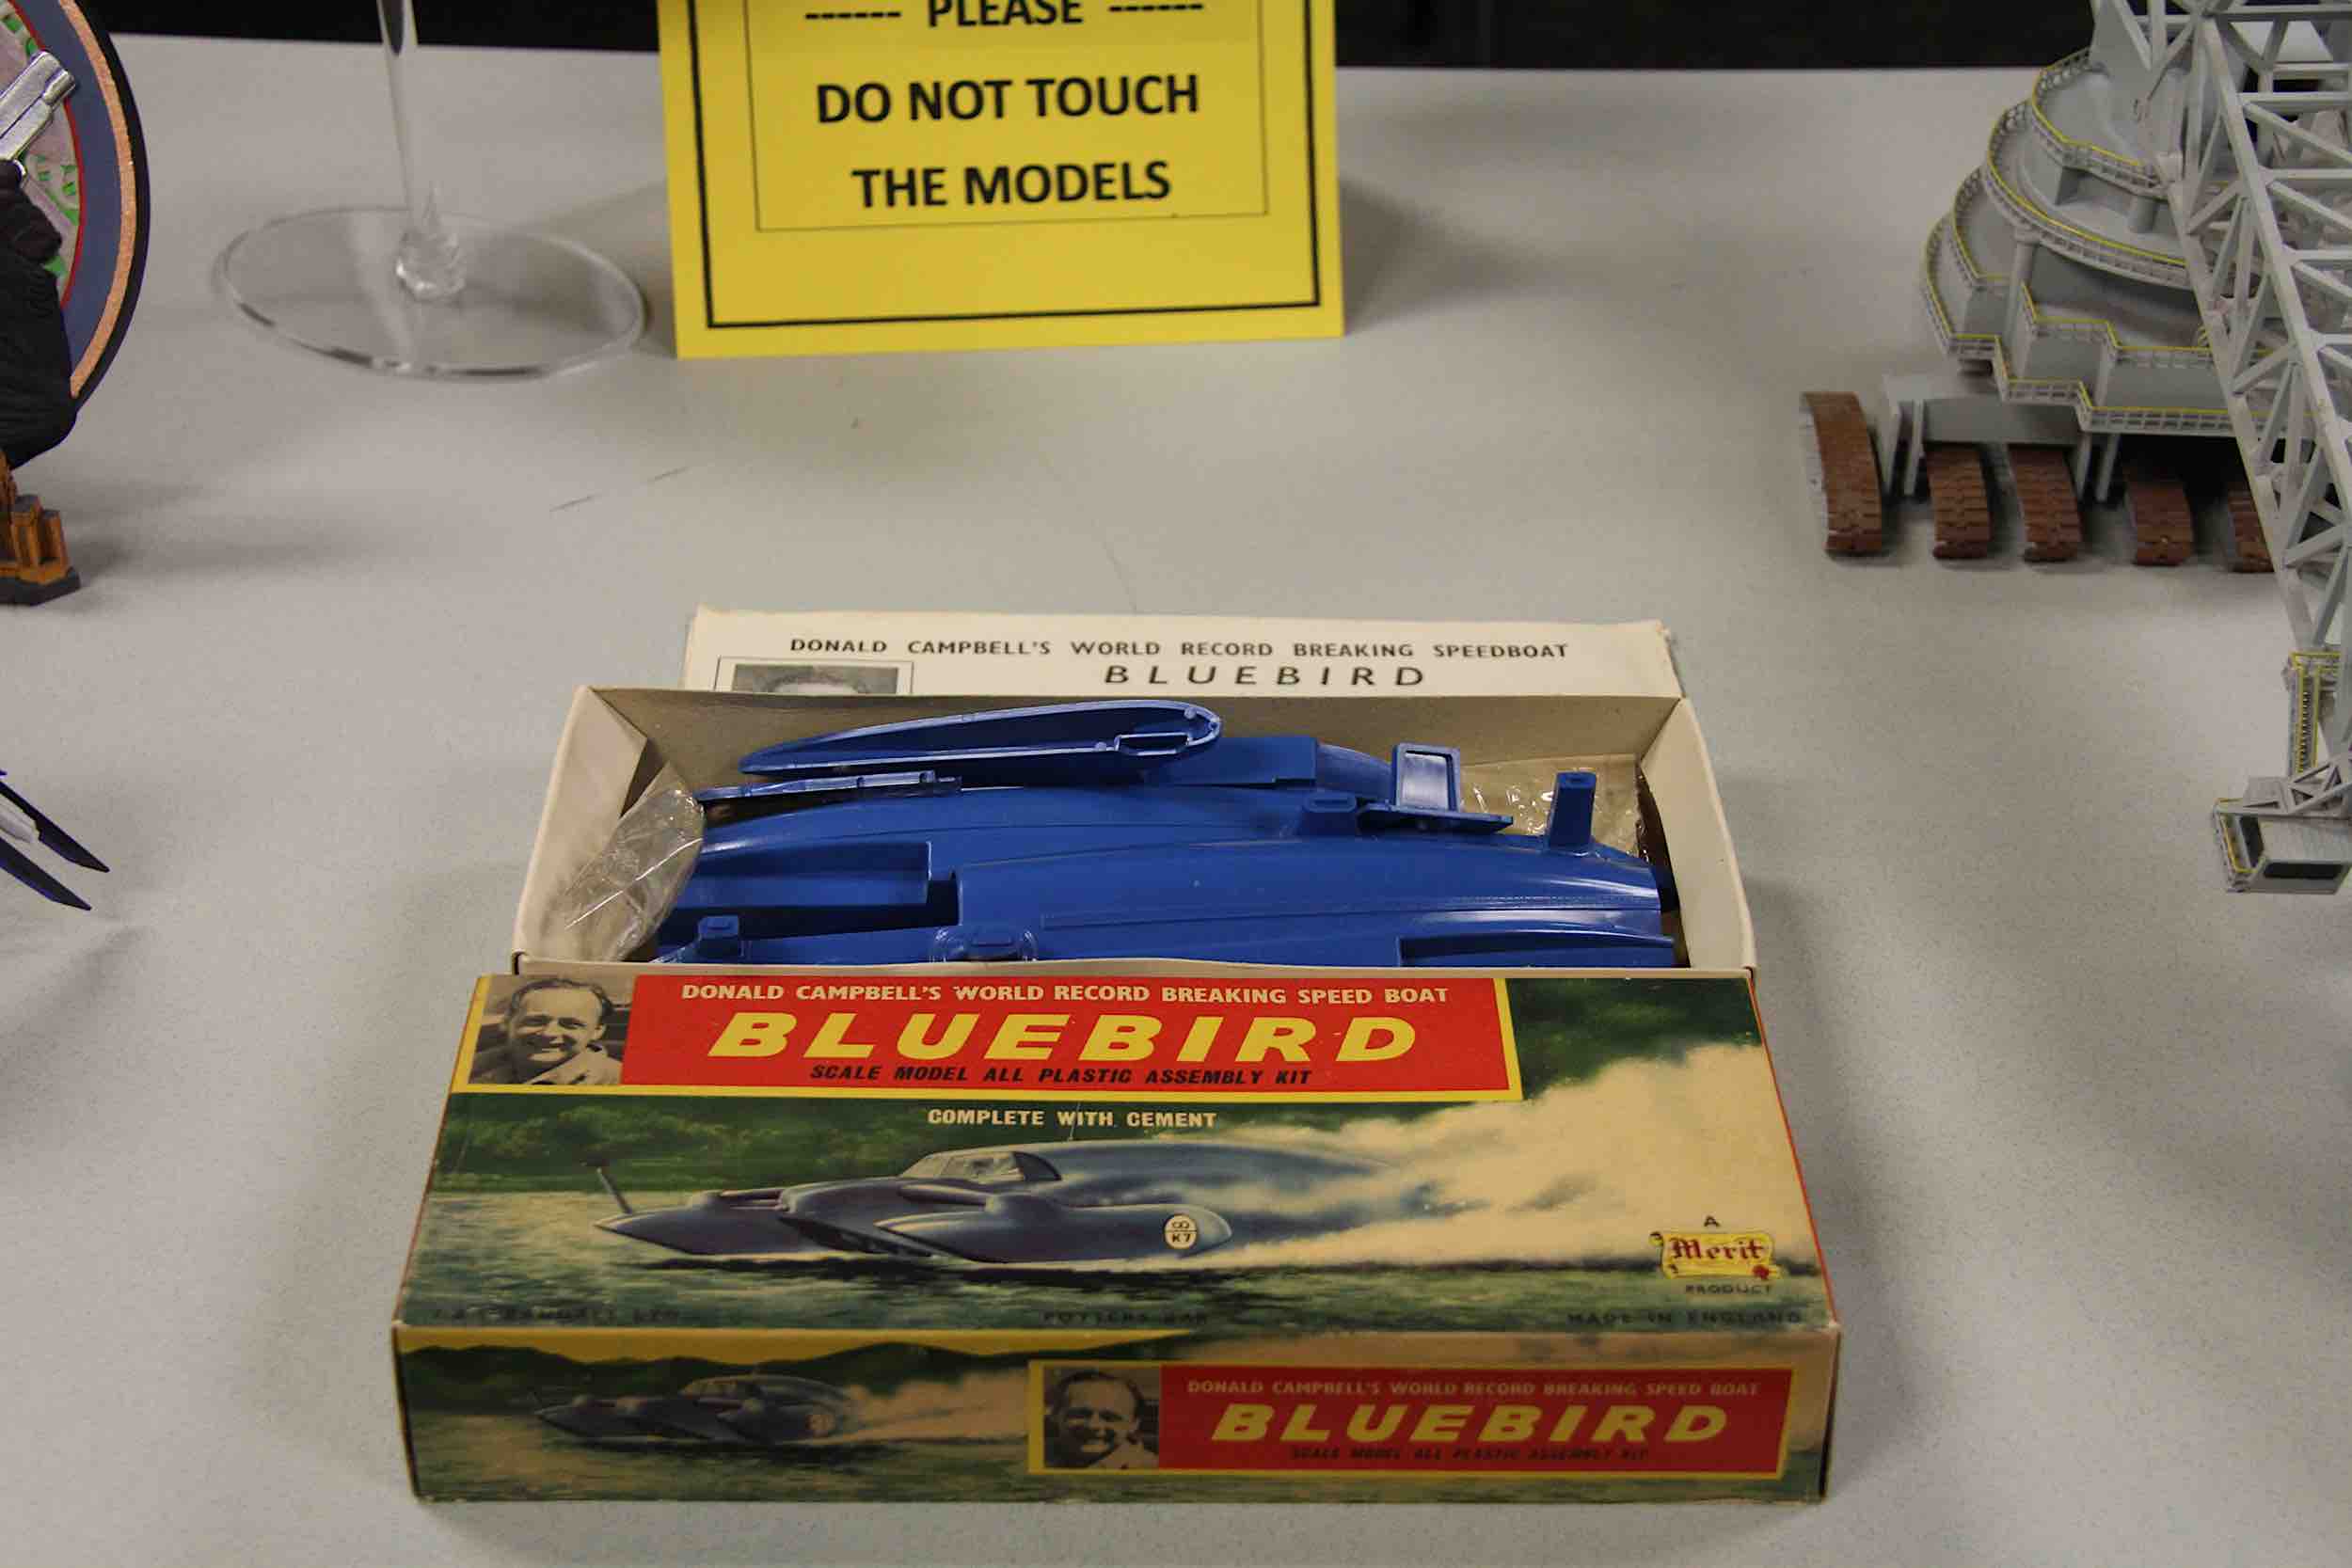 ------ PLEASE ------
DO NOT TOUCH
THE MODELS
DONALD CAMPBELL'S WORLD RECORD BREAKING SPEEDBOAT
BLUEBIRD
DONALD CAMPBELL'S WORLD RECORD BREAKING SPEED BOAT
BLUEBIRD
SCALE MODEL ALL PLASTIC ASSEMBLY KIT
COMPLETE WITH CEMENT
∞
K7
A
Merit
PRODUCT
POTTERS BAR
MADE IN ENGLAND
DONALD CAMPBELL'S WORLD RECORD BREAKING SPEED BOAT
BLUEBIRD
SCALE MODEL ALL PLASTIC ASSEMBLY KIT